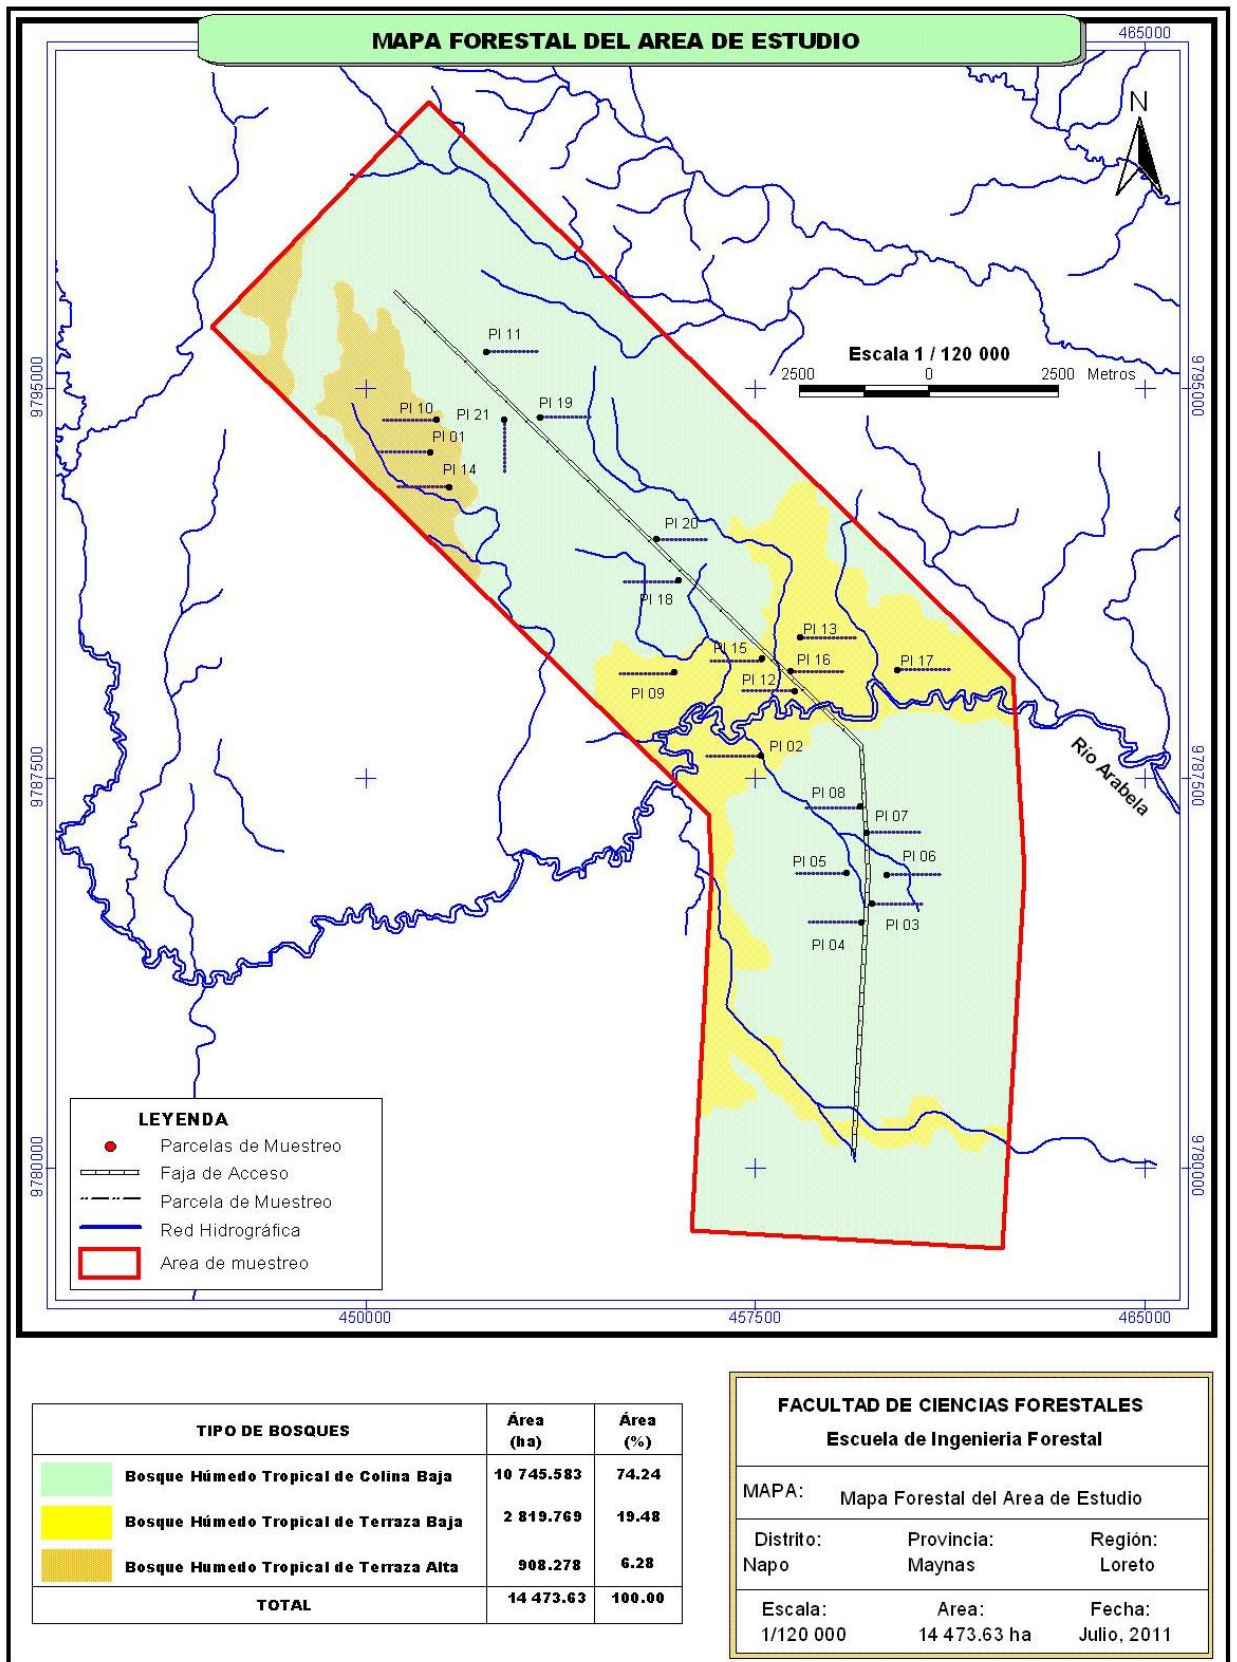 MAPA FORESTAL DEL AREA DE ESTUDIO
465000
N
Escala 1 / 120 000
2500 0 2500 Metros
9795000
9795000
PI 11
PI 10
PI 21
PI 19
PI 01
PI 14
PI 20
PI 18
PI 13
PI 15
PI 16
PI 17
PI 09
PI 12
PI 02
Río Arabela
9787500
9787500
PI 08
PI 07
PI 05
PI 06
PI 03
PI 04
9780000
9780000
LEYENDA
Parcelas de Muestreo
Faja de Acceso
Parcela de Muestreo
Red Hidrográfica
Area de muestreo
450000
457500
465000
TIPO DE BOSQUES Área (ha) Área (%)
Bosque Húmedo Tropical de Colina Baja 10 745.583 74.24
Bosque Húmedo Tropical de Terraza Baja 2 819.769 19.48
Bosque Humedo Tropical de Terraza Alta 908.278 6.28
TOTAL 14 473.63 100.00
FACULTAD DE CIENCIAS FORESTALES
Escuela de Ingenieria Forestal
MAPA: Mapa Forestal del Area de Estudio
Distrito: Provincia: Región:
Napo Maynas Loreto
Escala: Area: Fecha:
1/120 000 14 473.63 ha Julio, 2011